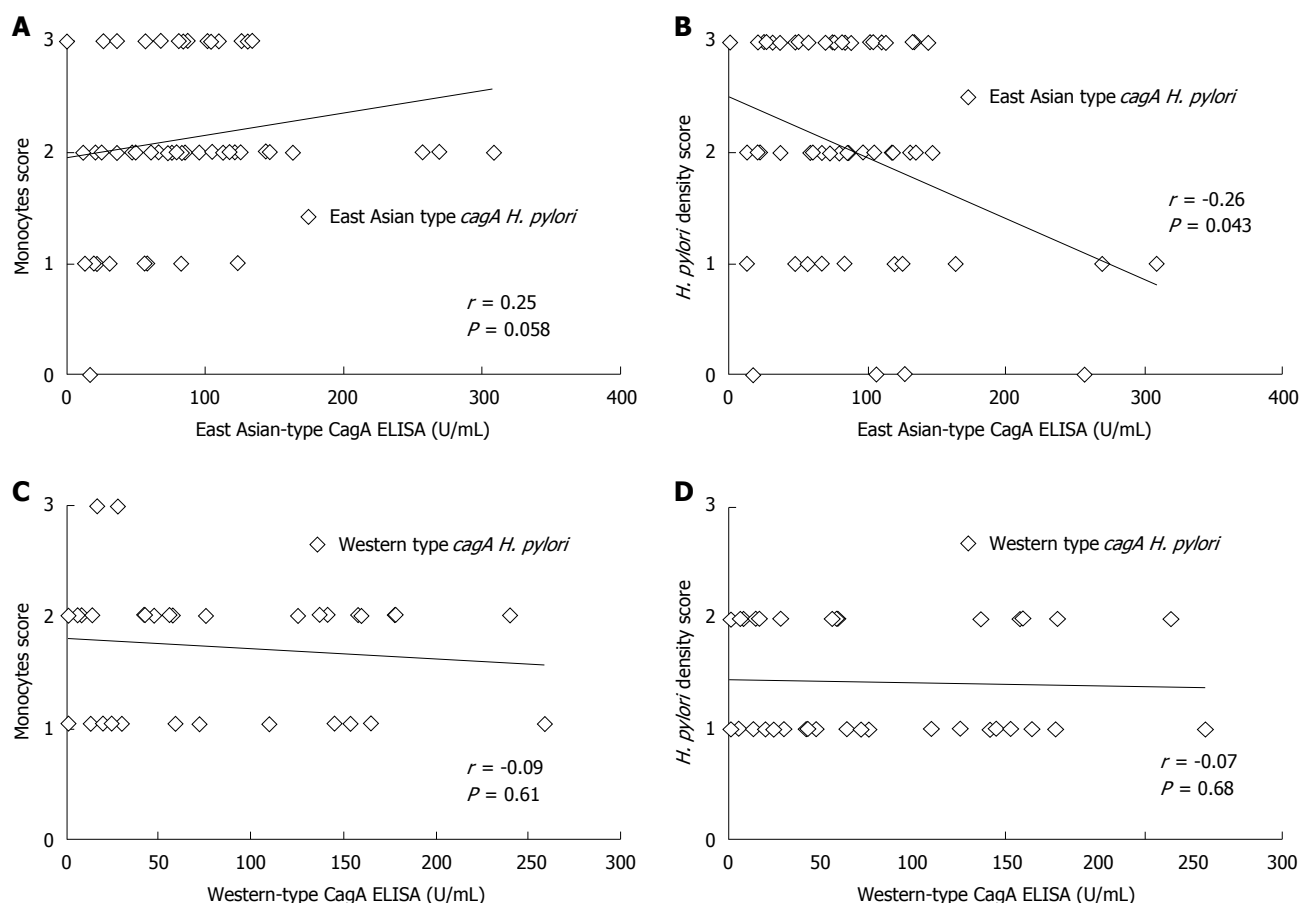 A
3
2
1
0
Monocytes score
East Asian type cagA H. pylori
r = 0.25
P = 0.058
0 100 200 300 400
East Asian-type CagA ELISA (U/mL)
B
3
2
1
0
H. pylori density score
East Asian type cagA H. pylori
r = -0.26
P = 0.043
0 100 200 300 400
East Asian-type CagA ELISA (U/mL)
C
3
2
1
0
Monocytes score
Western type cagA H. pylori
r = -0.09
P = 0.61
0 50 100 150 200 250 300
Western-type CagA ELISA (U/mL)
D
3
2
1
0
H. pylori density score
Western type cagA H. pylori
r = -0.07
P = 0.68
0 50 100 150 200 250 300
Western-type CagA ELISA (U/mL)